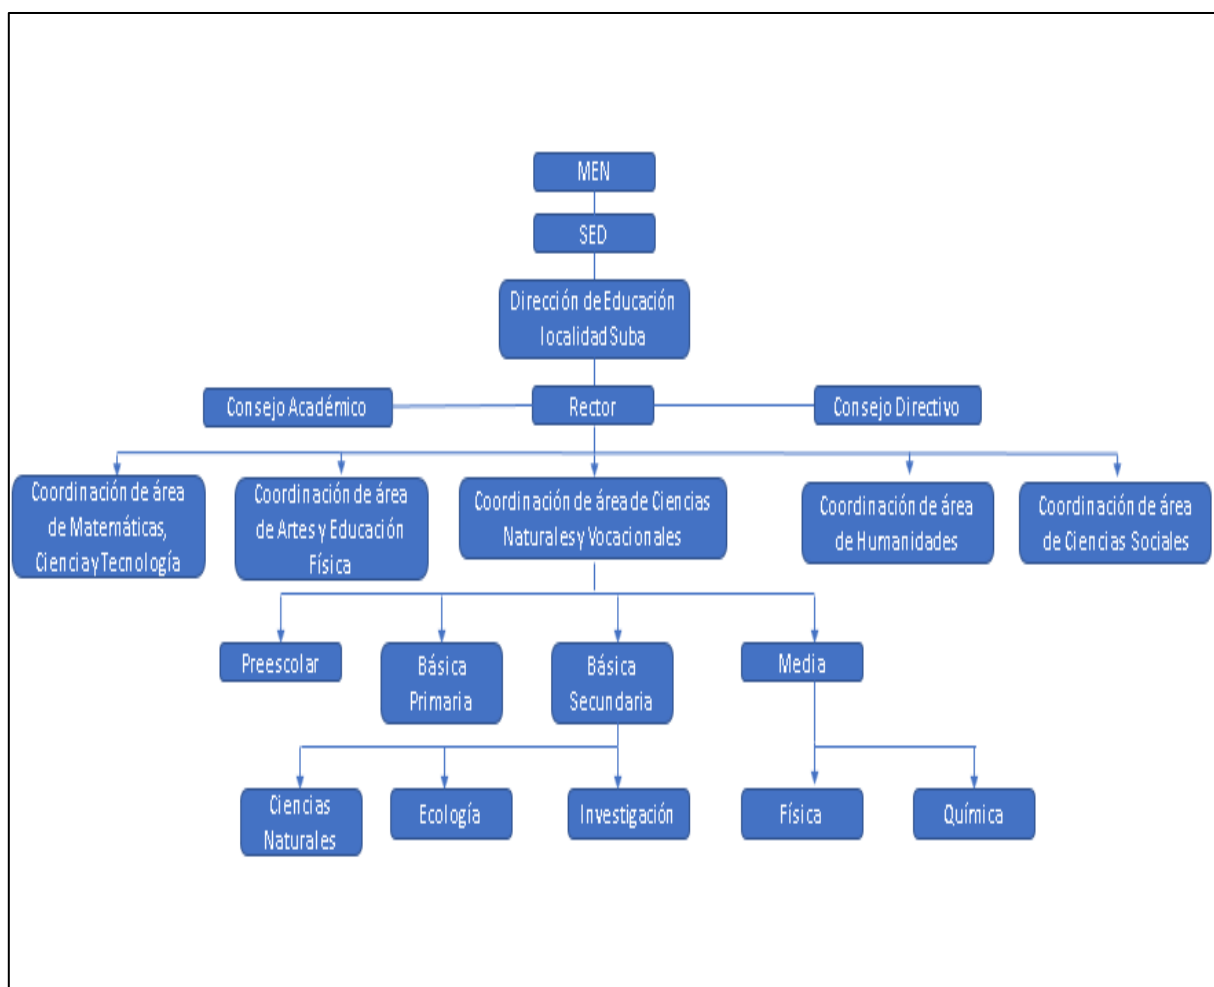 MEN
SED
Dirección de Educación
localidad Suba
Consejo Académico
Rector
Consejo Directivo
Coordinación de área
de Matemáticas,
Ciencia y Tecnología
Coordinación de área
de Artes y Educación
Física
Coordinación de área de Ciencias
Naturales y Vocacionales
Coordinación de área
de Humanidades
Coordinación de área
de Ciencias Sociales
Preescolar
Básica
Primaria
Básica
Secundaria
Media
Ciencias
Naturales
Ecología
Investigación
Física
Química